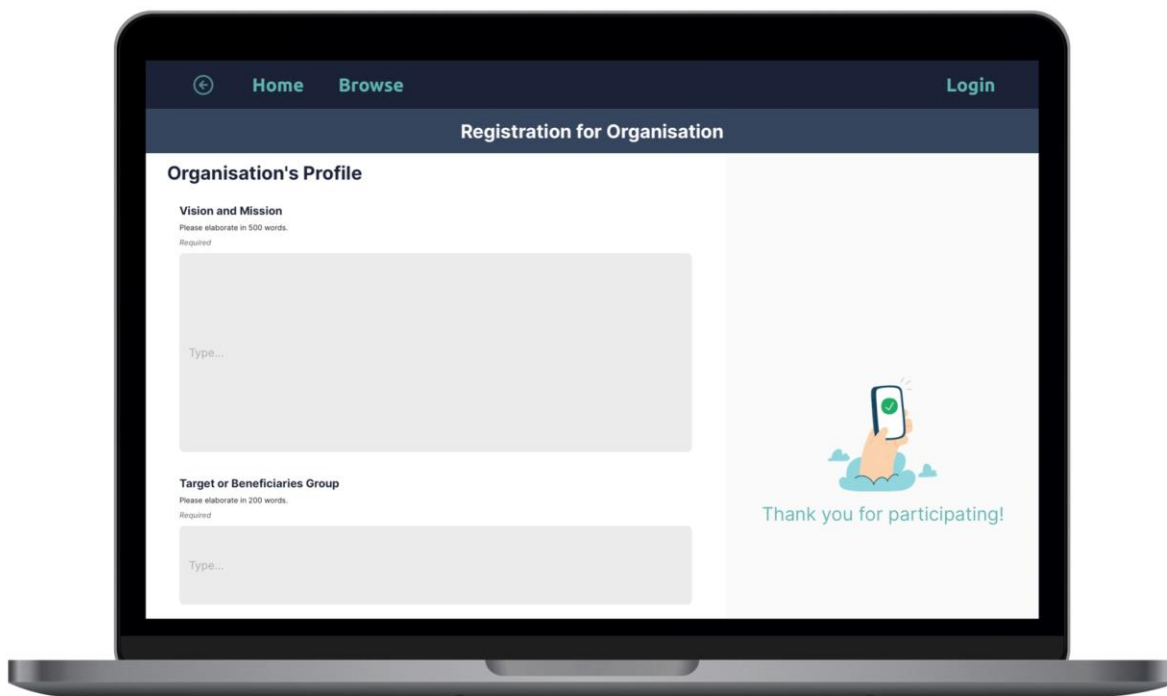 Home Browse Login
Registration for Organisation
Organisation's Profile
Vision and Mission
Please elaborate in 500 words.
Required
Type...
Target or Beneficiaries Group
Please elaborate in 200 words.
Required
Type...
Thank you for participating!